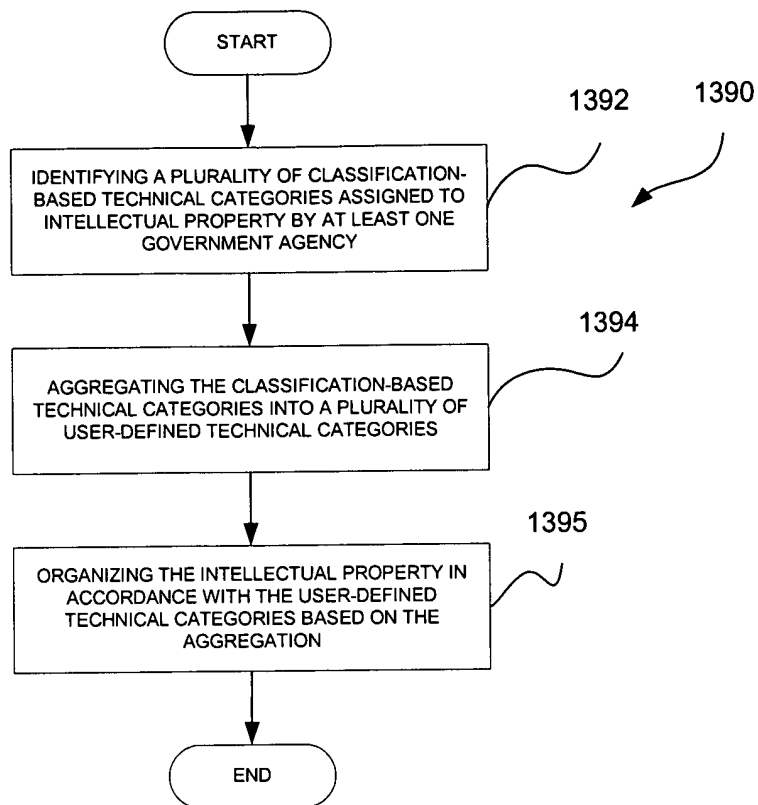 START
1392
1390
IDENTIFYING A PLURALITY OF CLASSIFICATION-
BASED TECHNICAL CATEGORIES ASSIGNED TO
INTELLECTUAL PROPERTY BY AT LEAST ONE
GOVERNMENT AGENCY
1394
AGGREGATING THE CLASSIFICATION-BASED
TECHNICAL CATEGORIES INTO A PLURALITY OF
USER-DEFINED TECHNICAL CATEGORIES
1395
ORGANIZING THE INTELLECTUAL PROPERTY IN
ACCORDANCE WITH THE USER-DEFINED
TECHNICAL CATEGORIES BASED ON THE
AGGREGATION
END